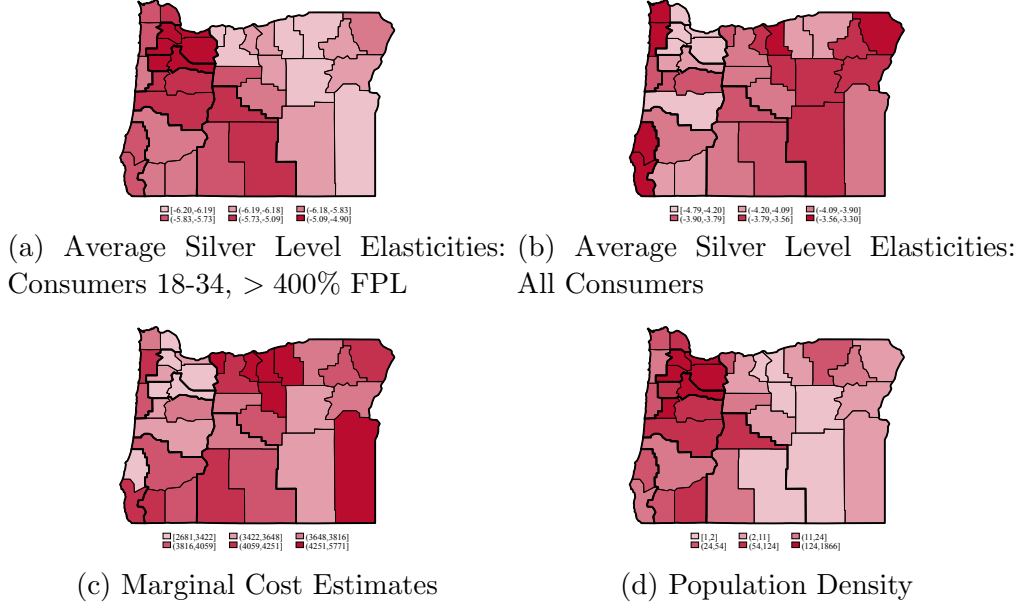 [-6.20,-6.19] (-6.19,-6.18] (-6.18,-5.83]
(-5.83,-5.73] (-5.73,-5.09] (-5.09,-4.90]
[-4.79,-4.20] (-4.20,-4.09] (-4.09,-3.90]
(-3.90,-3.79] (-3.79,-3.56] (-3.56,-3.30]
(a) Average Silver Level Elasticities:
Consumers 18-34, > 400% FPL
(b) Average Silver Level Elasticities:
All Consumers
[2681,3422] (3422,3648] (3648,3816]
(3816,4059] (4059,4251] (4251,5771]
[1,2] (2,11] (11,24]
(24,54] (54,124] (124,1866]
(c) Marginal Cost Estimates
(d) Population Density